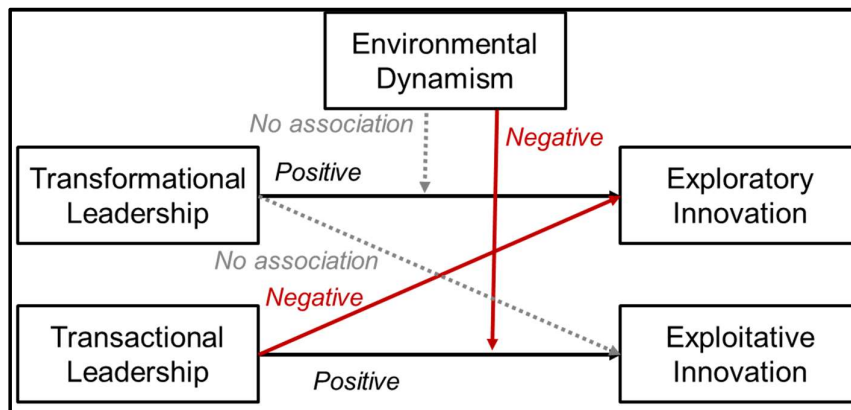 Environmental
Dynamism
No association
Negative
Transformational
Leadership
Positive
Exploratory
Innovation
No association
Negative
Transactional
Leadership
Positive
Exploitative
Innovation